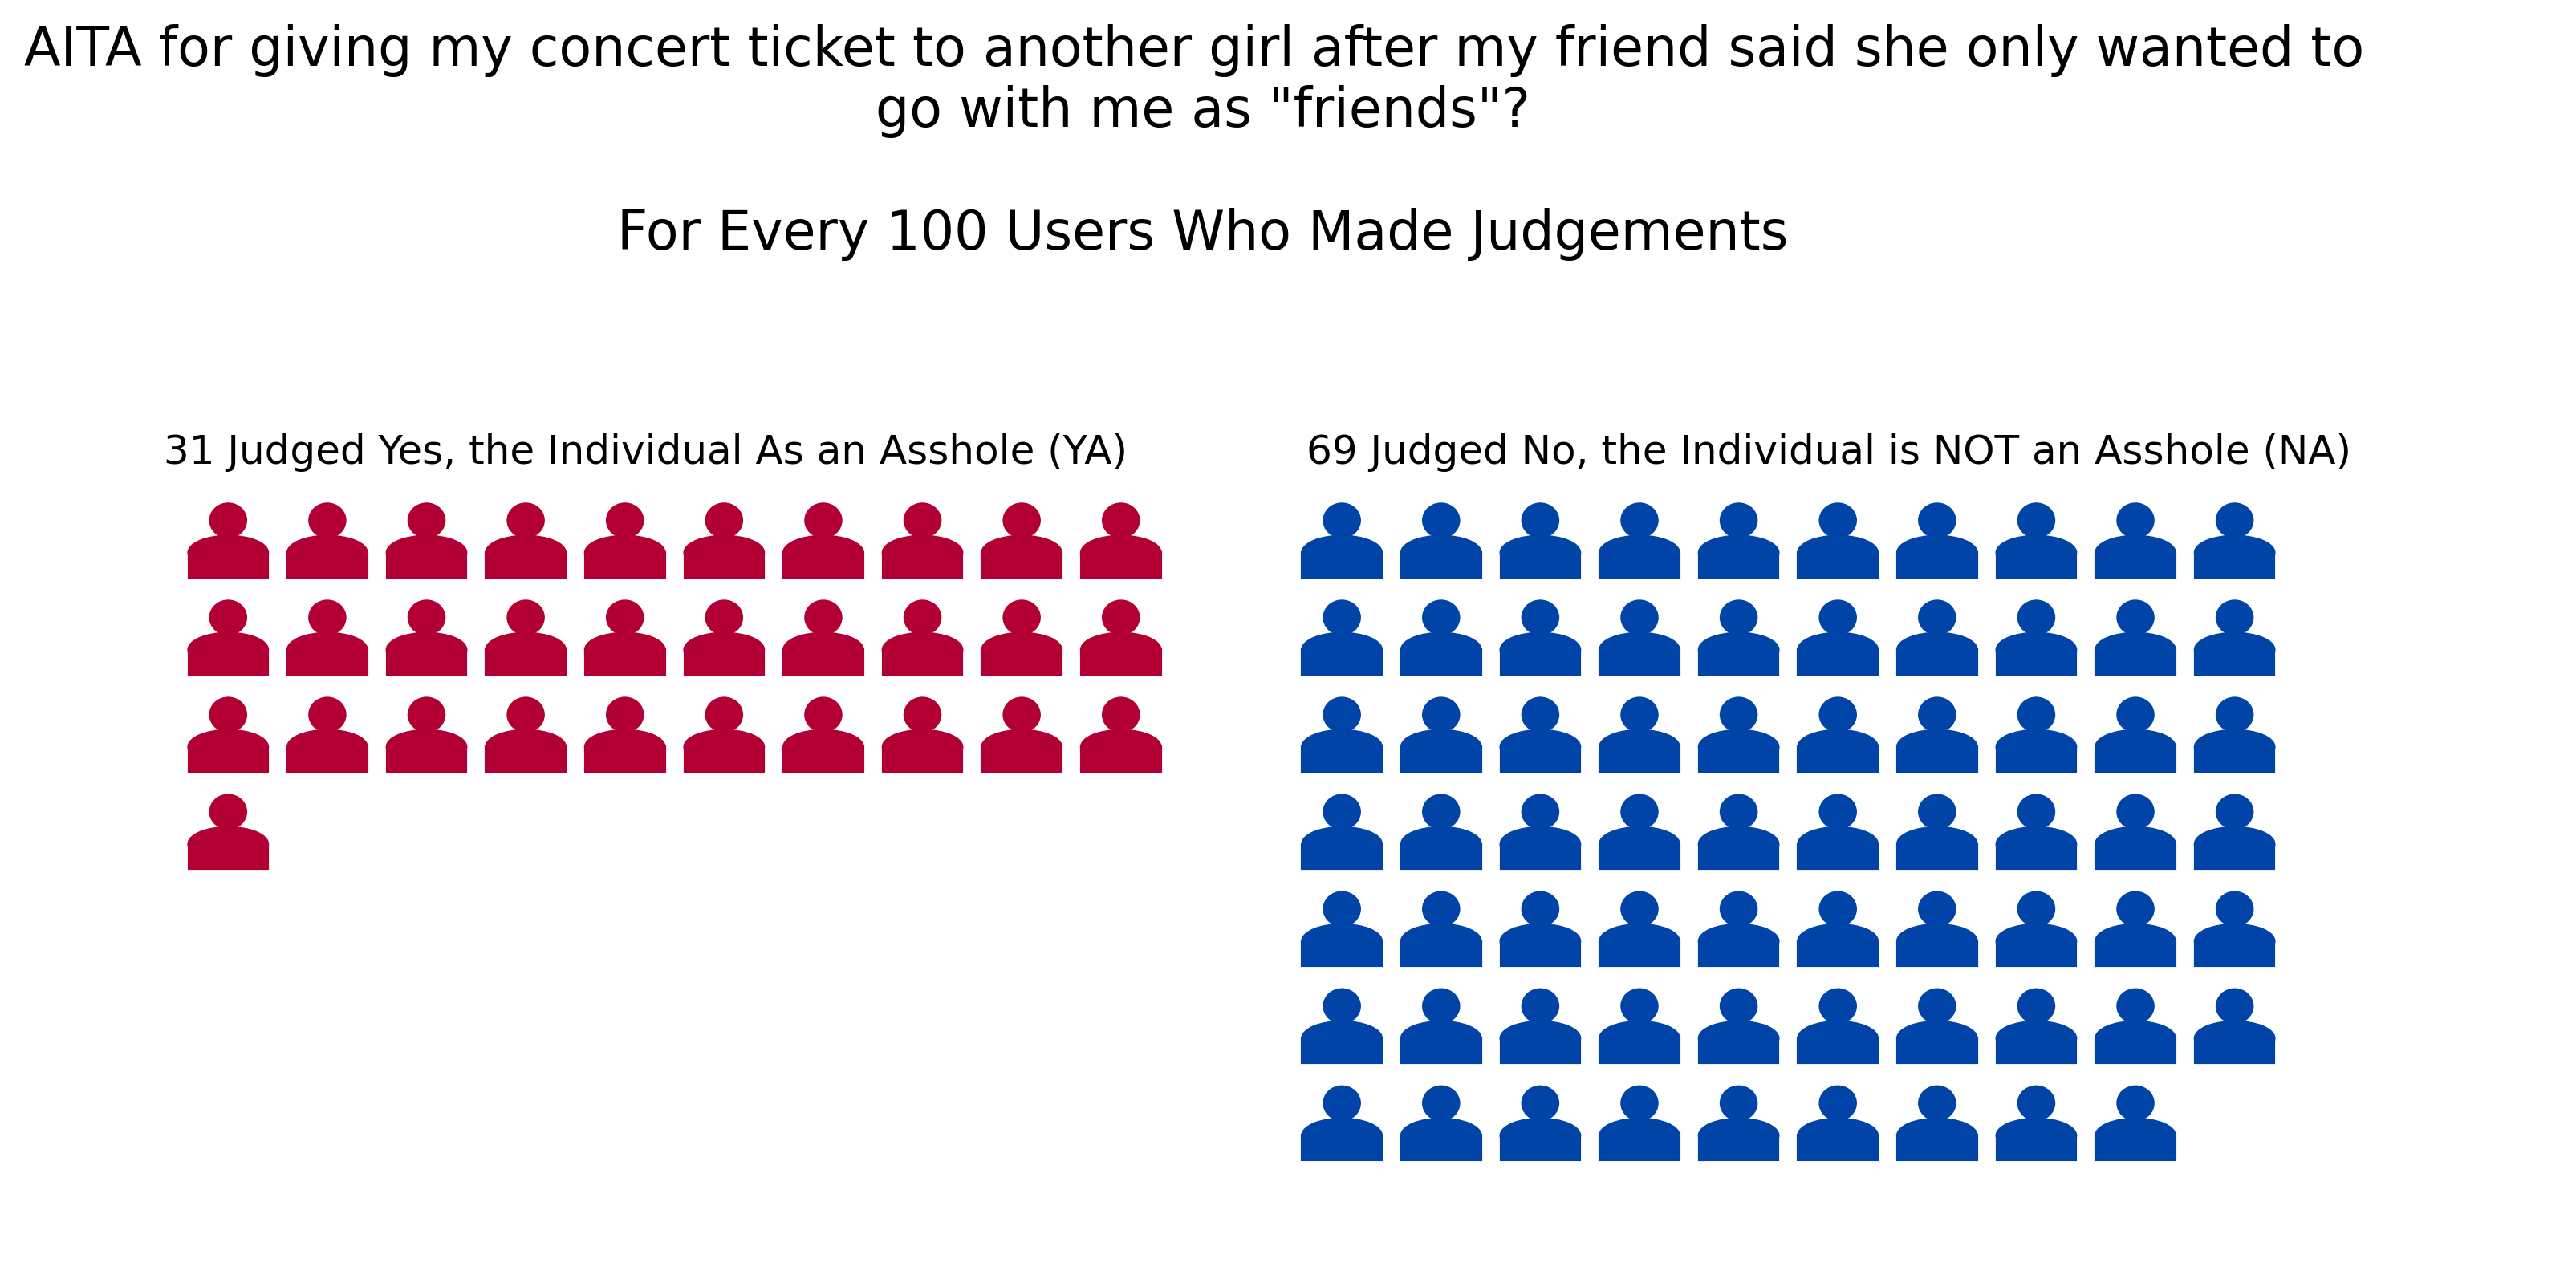 AITA for giving my concert ticket to another girl after my friend said she only wanted to
go with me as "friends"?
For Every 100 Users Who Made Judgements
31 Judged Yes, the Individual As an Asshole (YA)
69 Judged No, the Individual is NOT an Asshole (NA)